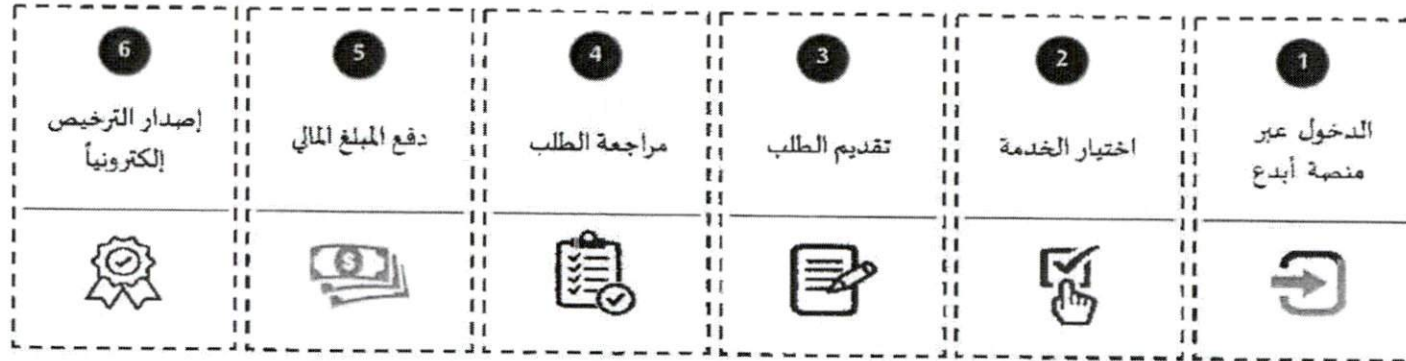 1
الدخول عبر
منصة أبدع
2
اختيار الخدمة
3
تقديم الطلب
4
مراجعة الطلب
5
دفع المبلغ المالي
6
إصدار الترخيص
إلكترونياً